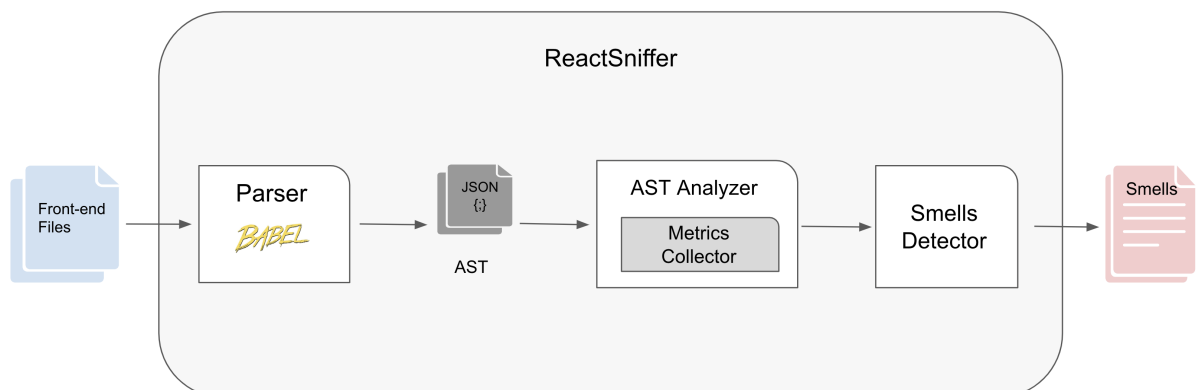 ReactSniffer
Front-end
Files
Parser
BABEL
JSON
{;}
AST
AST Analyzer
Metrics
Collector
Smells
Detector
Smells